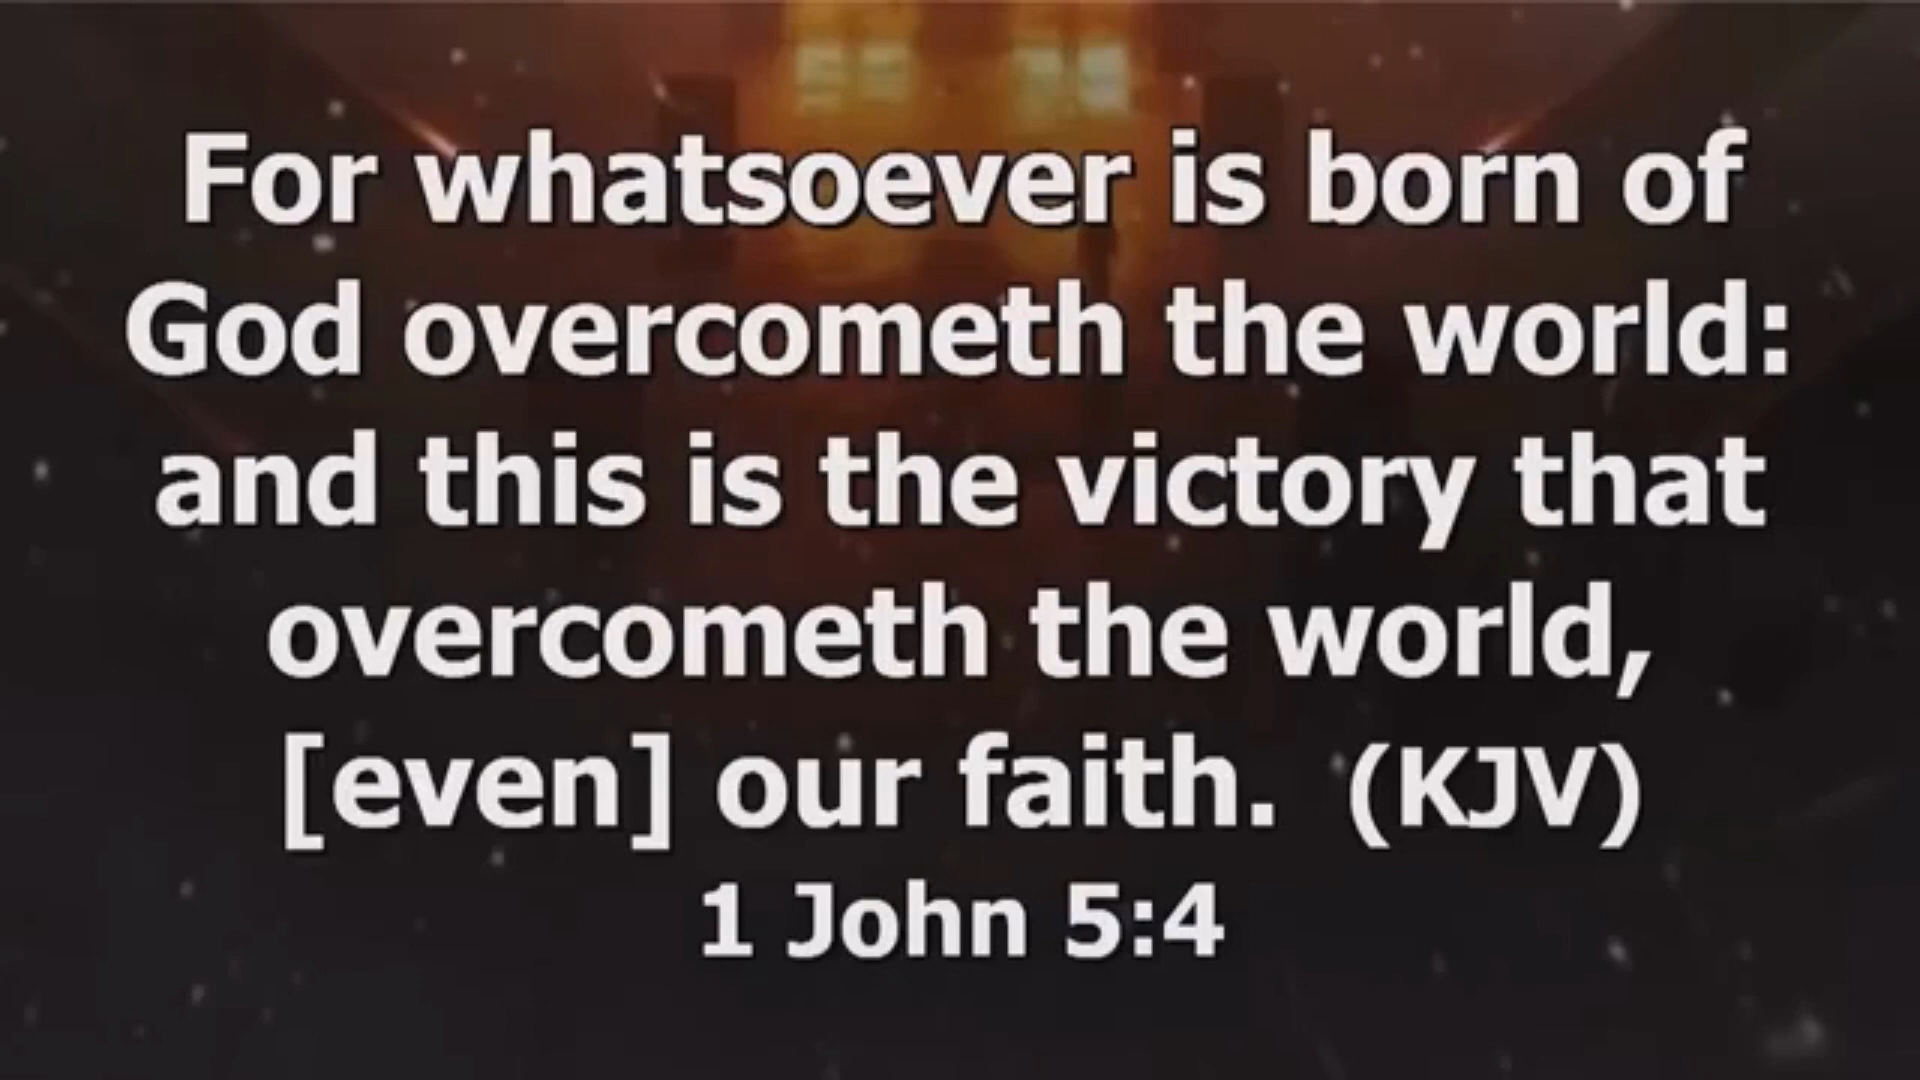 For whatsoever is born of
God overcometh the world:
and this is the victory that
overcometh the world,
[even] our faith.  (KJV)
1 John 5:4